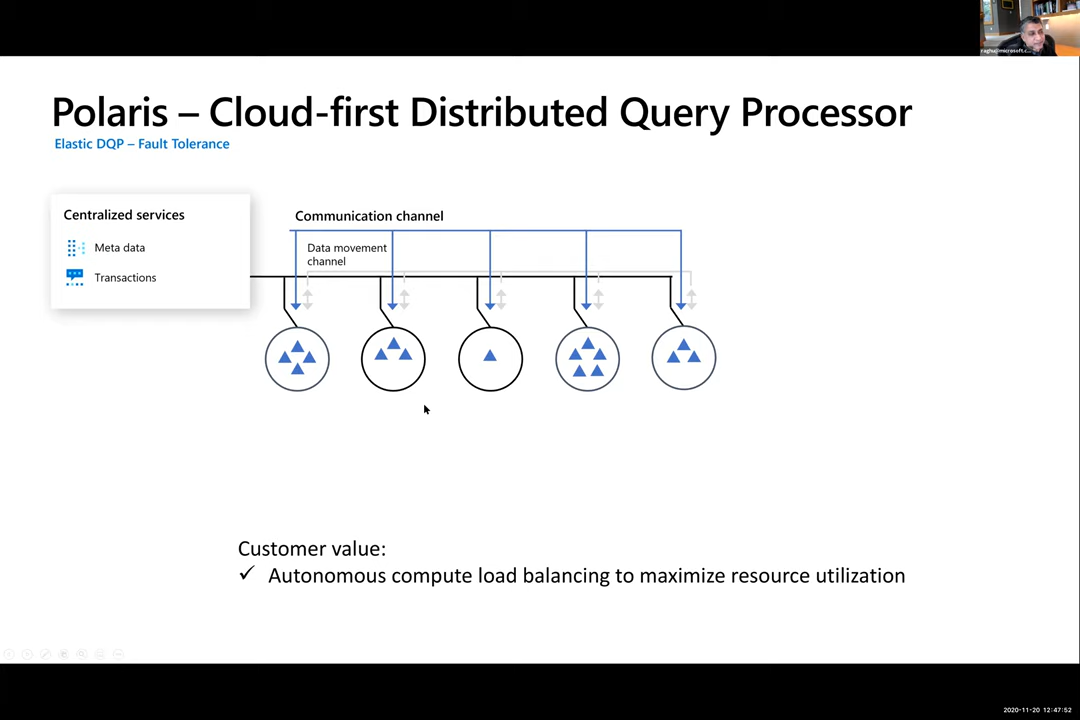 Polaris – Cloud-first Distributed Query Processor
Elastic DQP – Fault Tolerance
Centralized services
Meta data
Transactions
Communication channel
Data movement
channel
Customer value:
✓ Autonomous compute load balancing to maximize resource utilization
2020-11-20 12:47:52